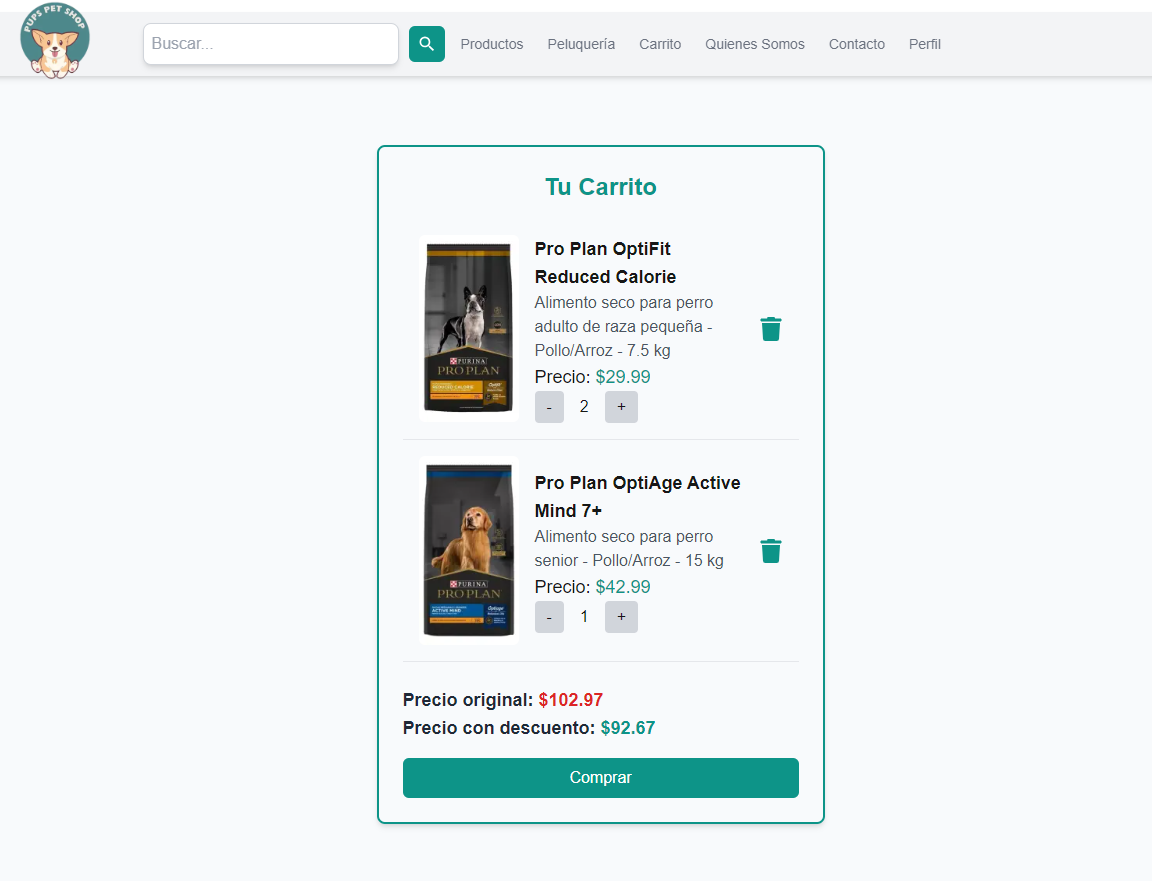 PUPS PET SHOP
Buscar...
Productos
Peluquería
Carrito
Quienes Somos
Contacto
Perfil
Tu Carrito
Pro Plan OptiFit
Reduced Calorie
Alimento seco para perro
adulto de raza pequeña -
Pollo/Arroz - 7.5 kg
Precio: $29.99
- 2 +
PURINA
PRO PLAN
REDUCED CALORIE
Pro Plan OptiAge Active
Mind 7+
Alimento seco para perro
senior - Pollo/Arroz - 15 kg
Precio: $42.99
- 1 +
PURINA
PRO PLAN
ACTIVE MIND
Precio original: $102.97
Precio con descuento: $92.67
Comprar